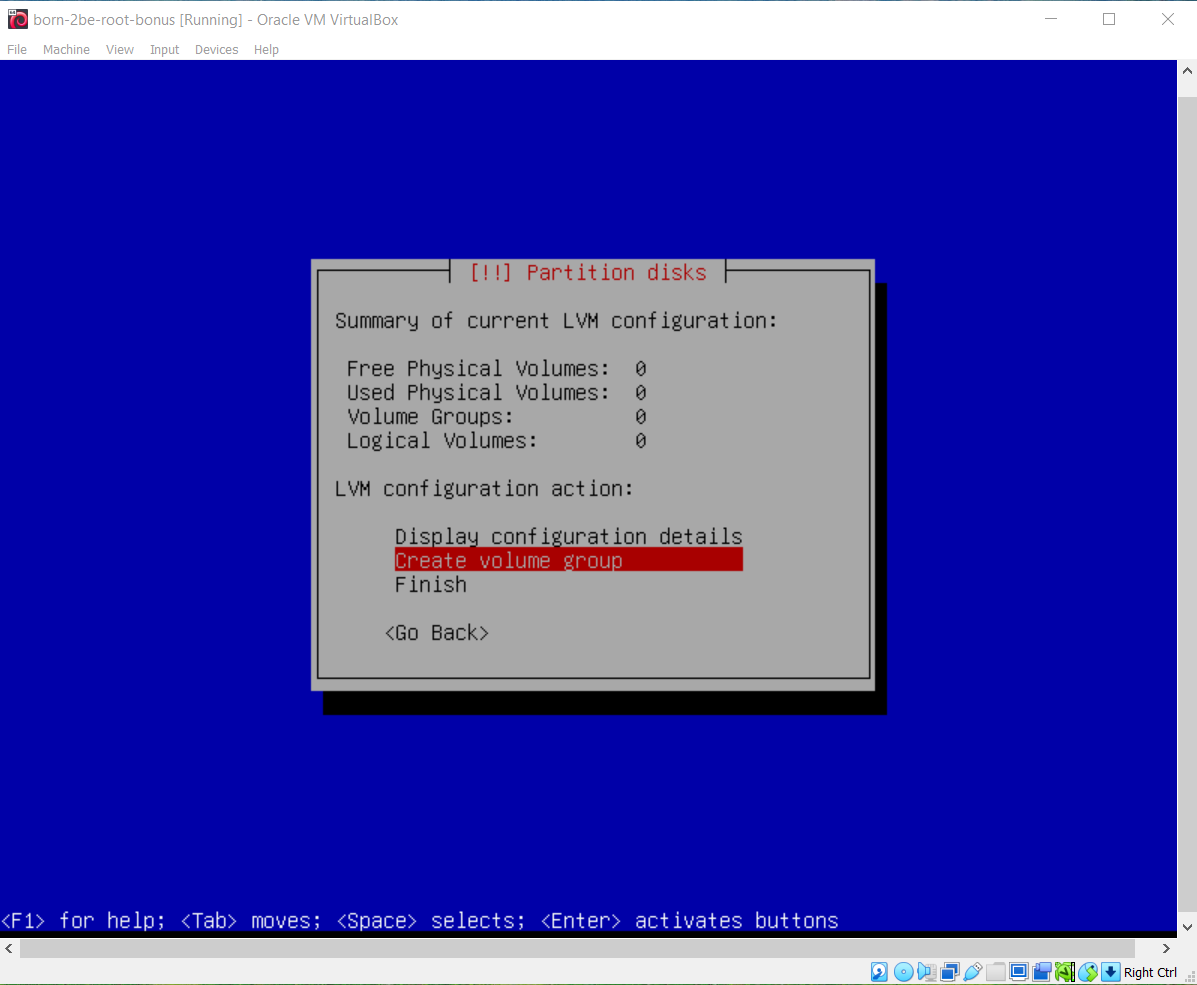 born-2be-root-bonus [Running] - Oracle VM VirtualBox
File Machine View Input Devices Help
[!!] Partition disks
Summary of current LVM configuration:
Free Physical Volumes: 0
Used Physical Volumes: 0
Volume Groups: 0
Logical Volumes: 0
LVM configuration action:
Display configuration details
Create volume group
Finish
<Go Back>
<F1> for help; <Tab> moves; <Space> selects; <Enter> activates buttons
Right Ctrl